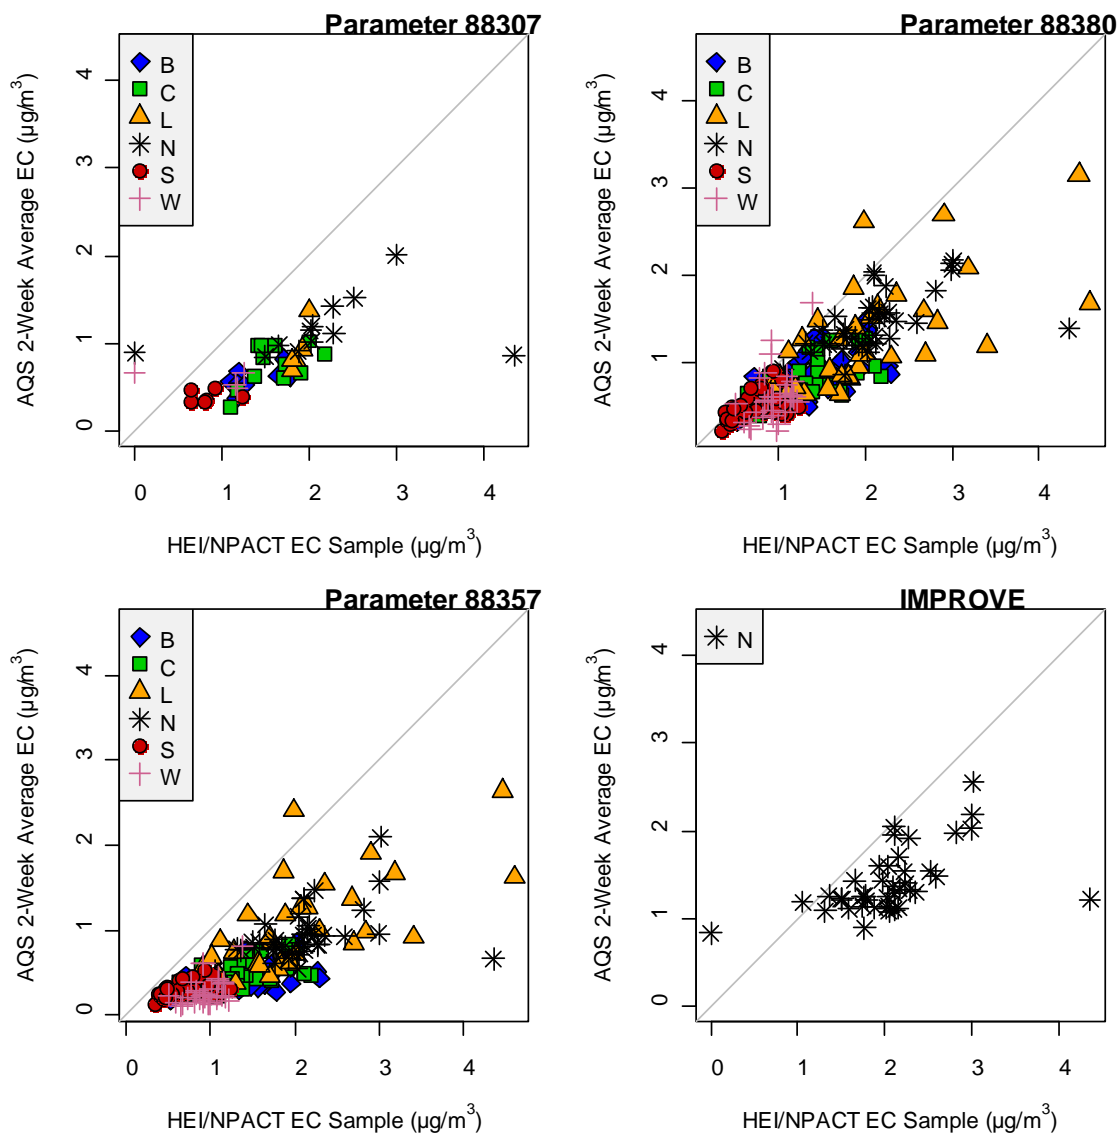 Parameter 88307
AQS 2-Week Average EC (µg/m³)
4
3
2
1
0
B
C
L
N
S
W
0 1 2 3 4
HEI/NPACT EC Sample (µg/m³)
Parameter 88380
AQS 2-Week Average EC (µg/m³)
4
3
2
1
B
C
L
N
S
W
1 2 3 4
HEI/NPACT EC Sample (µg/m³)
Parameter 88357
AQS 2-Week Average EC (µg/m³)
4
3
2
1
0
B
C
L
N
S
W
0 1 2 3 4
HEI/NPACT EC Sample (µg/m³)
IMPROVE
AQS 2-Week Average EC (µg/m³)
4
3
2
1
0
N
0 1 2 3 4
HEI/NPACT EC Sample (µg/m³)